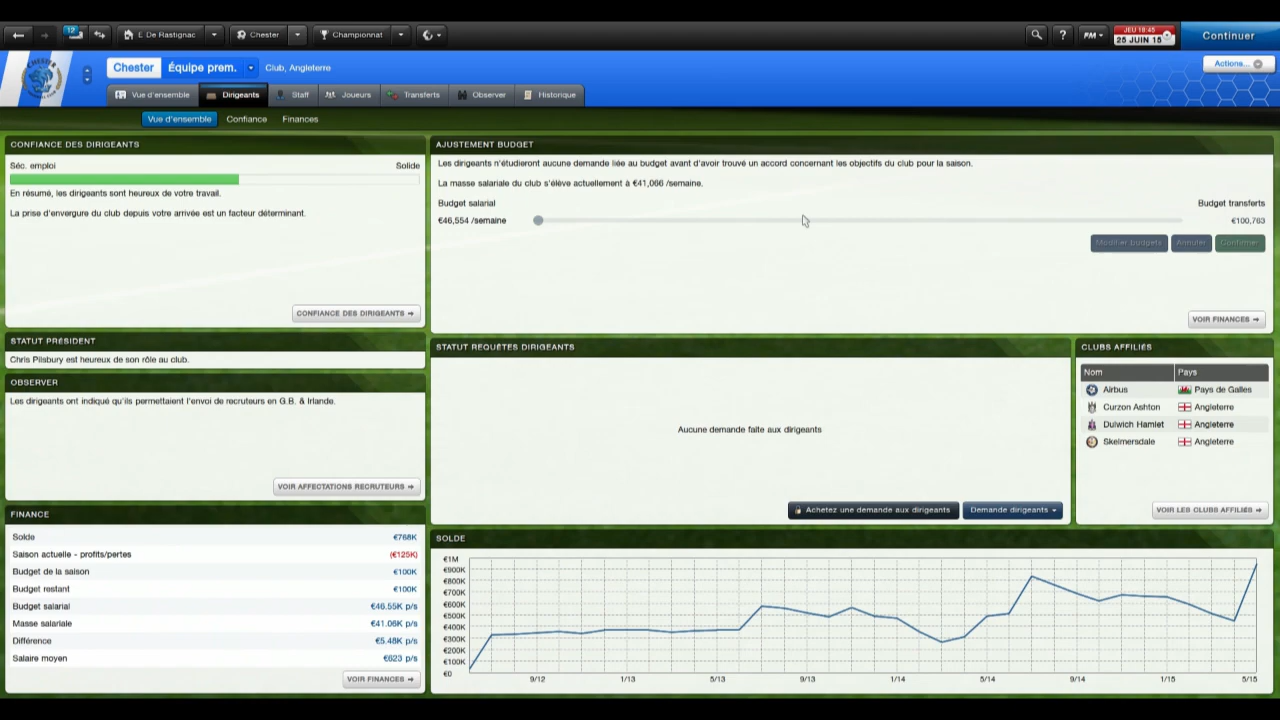 12
E. De Rastignac
Chester
Championnat
?
FM
JEU 18:45
25 JUIN 15
Continuer
CHESTER
Chester
Équipe prem.
Club, Angleterre
Actions...
Vue d'ensemble
Dirigeants
Staff
Joueurs
Transferts
Observer
Historique
Vue d'ensemble
Confiance
Finances
CONFIANCE DES DIRIGEANTS
Séc. emploi
Solide
En résumé, les dirigeants sont heureux de votre travail.
La prise d'envergure du club depuis votre arrivée est un facteur déterminant.
CONFIANCE DES DIRIGEANTS
AJUSTEMENT BUDGET
Les dirigeants n'étudieront aucune demande liée au budget avant d'avoir trouvé un accord concernant les objectifs du club pour la saison.
La masse salariale du club s'élève actuellement à €41,066 /semaine.
Budget salarial
Budget transferts
€46,554 /semaine
€100,763
Modifier budgets
Annuler
Confirmer
VOIR FINANCES
STATUT PRÉSIDENT
Chris Pilsbury est heureux de son rôle au club.
OBSERVER
Les dirigeants ont indiqué qu'ils permettaient l'envoi de recruteurs en G.B. & Irlande.
VOIR AFFECTATIONS RECRUTEURS
STATUT REQUÊTES DIRIGEANTS
Aucune demande faite aux dirigeants
Achetez une demande aux dirigeants
Demande dirigeants
CLUBS AFFILIÉS
Nom
Pays
Airbus
Pays de Galles
Curzon Ashton
Angleterre
Dulwich Hamlet
Angleterre
Skelmersdale
Angleterre
VOIR LES CLUBS AFFILIÉS
FINANCE
Solde
€768K
Saison actuelle - profits/pertes
(€125K)
Budget de la saison
€100K
Budget restant
€100K
Budget salarial
€46.55K p/s
Masse salariale
€41.06K p/s
Différence
€5.48K p/s
Salaire moyen
€623 p/s
VOIR FINANCES
SOLDE
€1M
€900K
€800K
€700K
€600K
€500K
€400K
€300K
€200K
€100K
€0
9/12
1/13
5/13
9/13
1/14
5/14
9/14
1/15
5/15